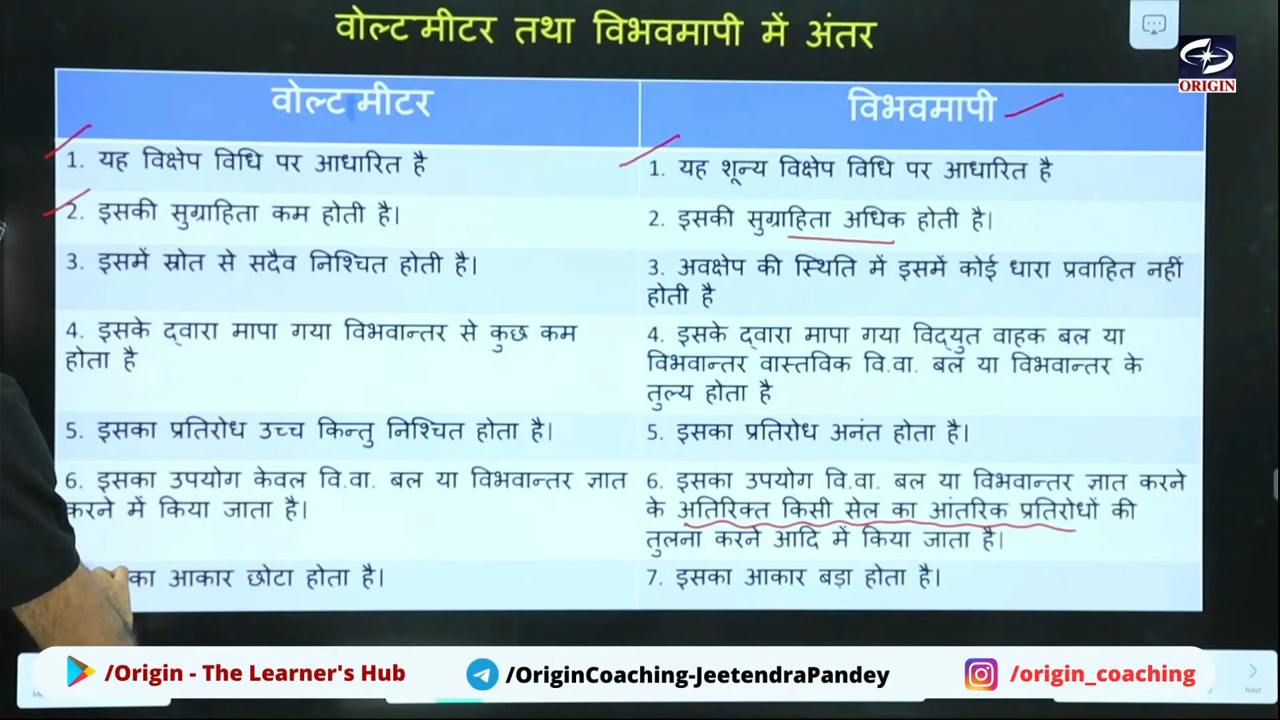 वोल्टमीटर तथा विभवमापी में अंतर
ORIGIN
वोल्टमीटर
विभवमापी
1. यह विक्षेप विधि पर आधारित है
1. यह शून्य विक्षेप विधि पर आधारित है
2. इसकी सुग्राहिता कम होती है।
2. इसकी सुग्राहिता अधिक होती है।
3. इसमें स्रोत से सदैव निश्चित होती है।
3. अवक्षेप की स्थिति में इसमें कोई धारा प्रवाहित नहीं
होती है
4. इसके द्वारा मापा गया विभवान्तर से कुछ कम
होता है
4. इसके द्वारा मापा गया विद्युत वाहक बल या
विभवान्तर वास्तविक वि.वा. बल या विभवान्तर के
तुल्य होता है
5. इसका प्रतिरोध उच्च किन्तु निश्चित होता है।
5. इसका प्रतिरोध अनंत होता है।
6. इसका उपयोग केवल वि.वा. बल या विभवान्तर ज्ञात
करने में किया जाता है।
6. इसका उपयोग वि.वा. बल या विभवान्तर ज्ञात करने
के अतिरिक्त किसी सेल का आंतरिक प्रतिरोधों की
तुलना करने आदि में किया जाता है।
का आकार छोटा होता है।
7. इसका आकार बड़ा होता है।
/Origin - The Learner's Hub
/OriginCoaching-JeetendraPandey
/origin_coaching
Next